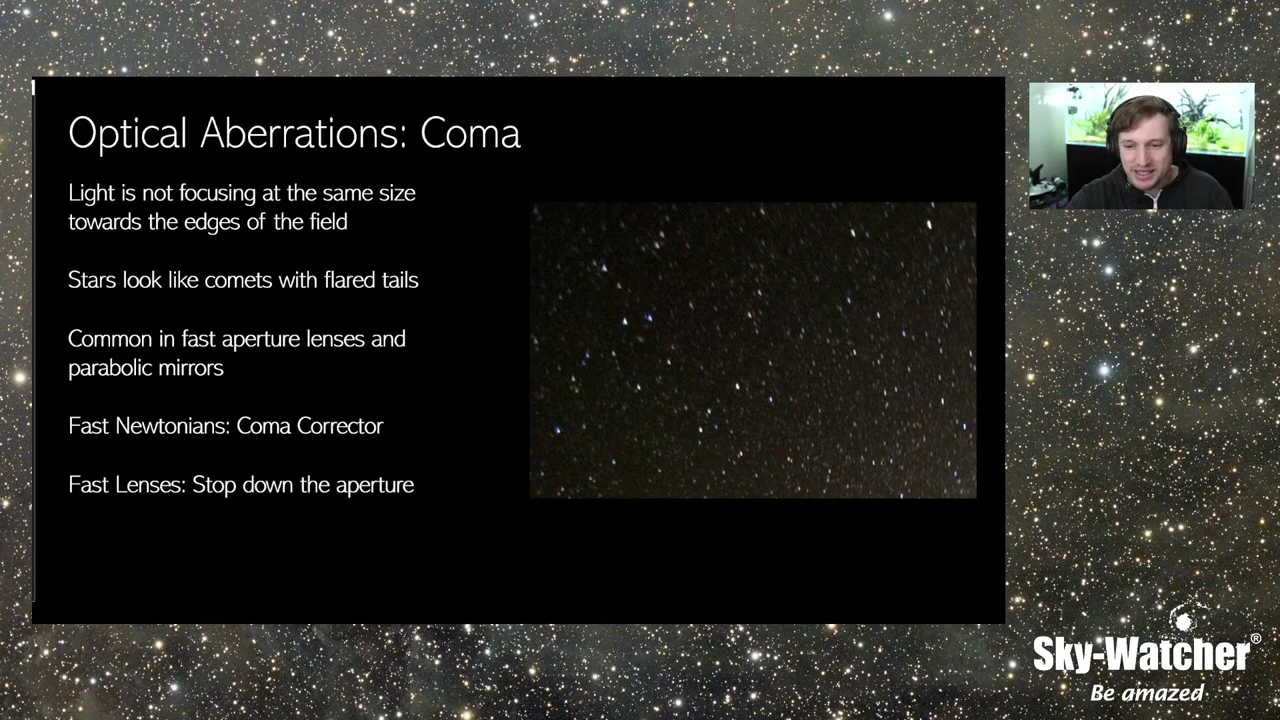 Optical Aberrations: Coma
Light is not focusing at the same size
towards the edges of the field
Stars look like comets with flared tails
Common in fast aperture lenses and
parabolic mirrors
Fast Newtonians: Coma Corrector
Fast Lenses: Stop down the aperture
Sky-Watcher®
Be amazed